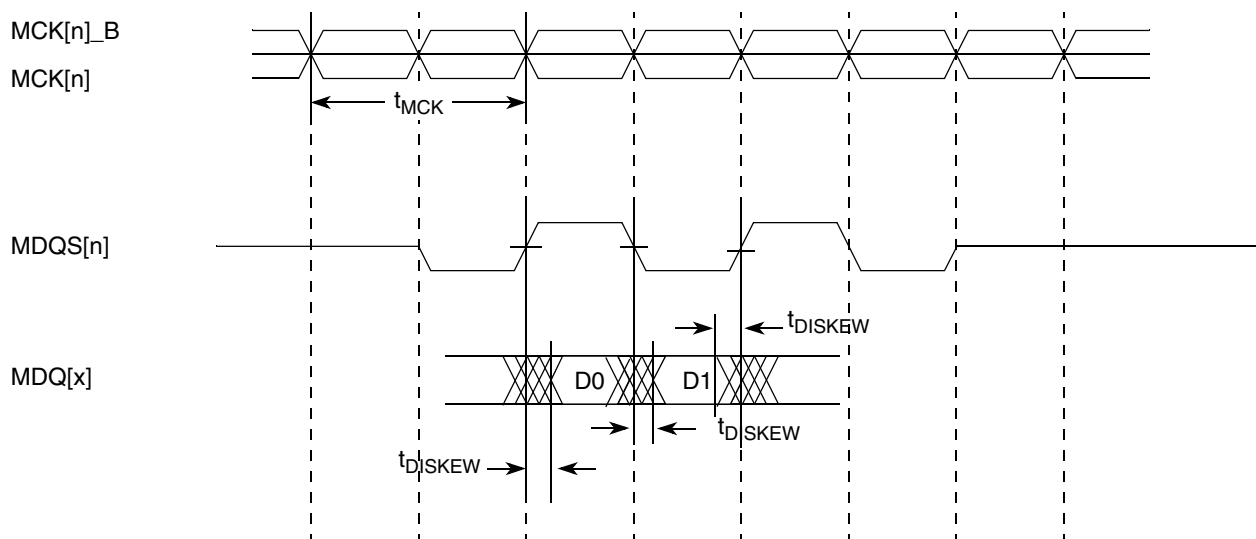 MCK[n]_B
MCK[n]
tMCK
MDQS[n]
tDISKEW
MDQ[x]
D0
D1
tDISKEW
tDISKEW